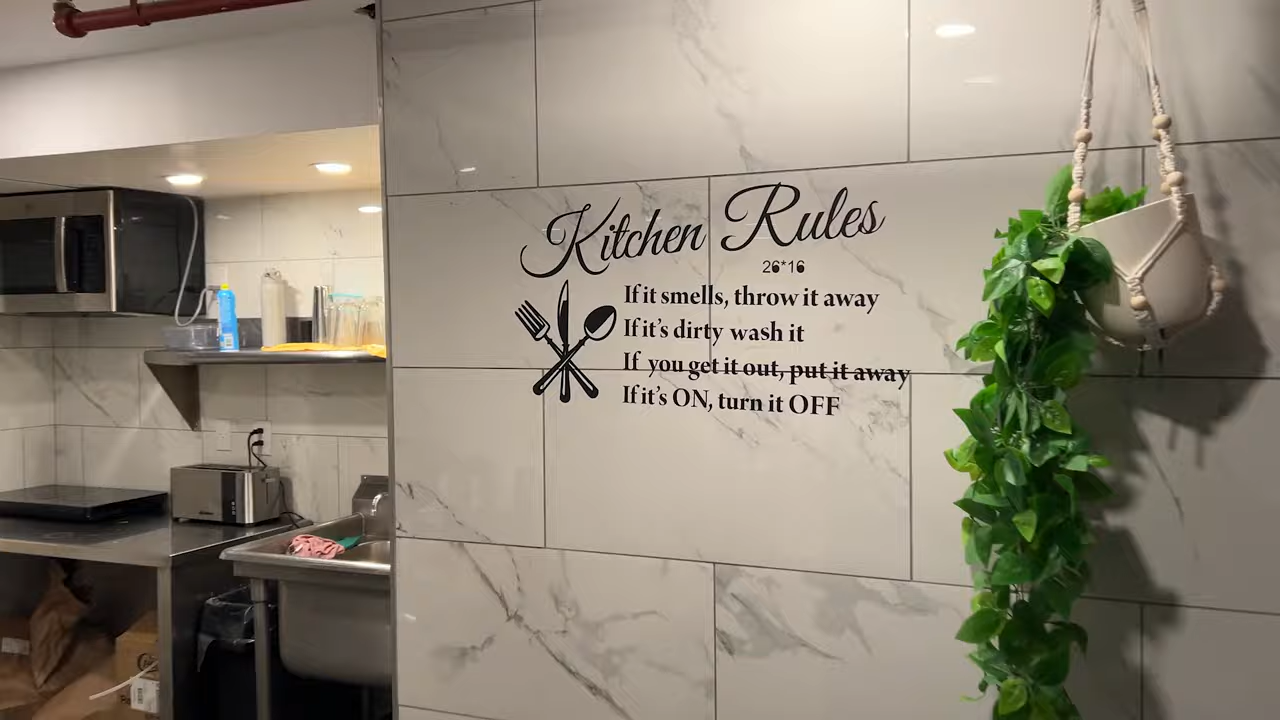 Kitchen Rules
26*16
If it smells, throw it away
If it's dirty wash it
If you get it out, put it away
If it's ON, turn it OFF